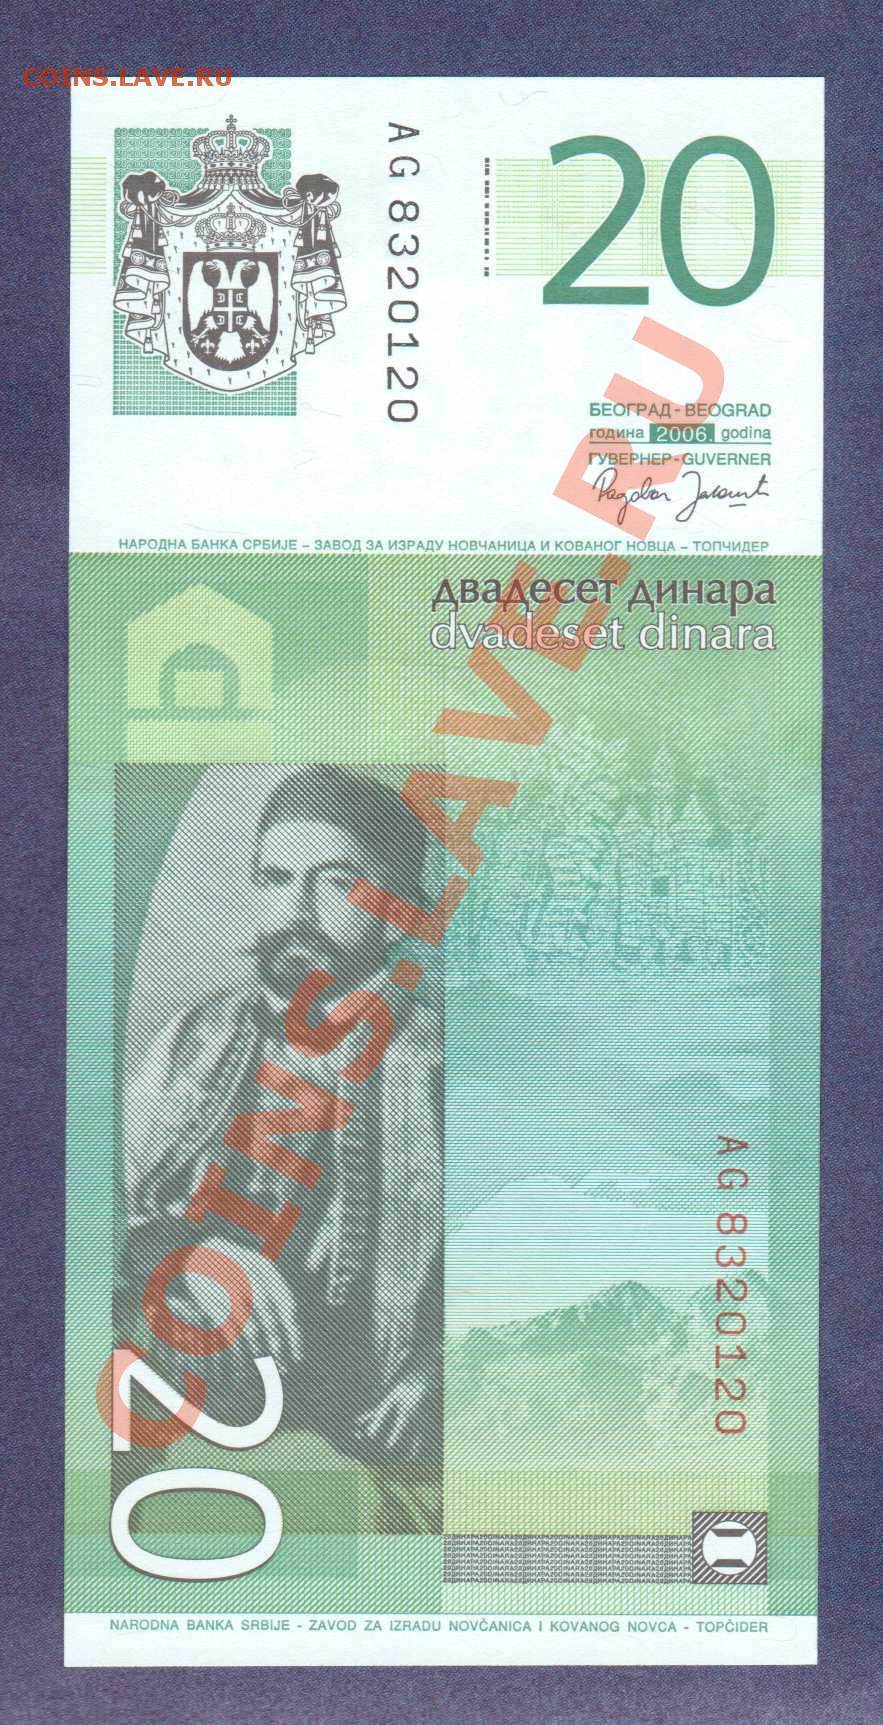 COINS.LAVE.RU
AG 8320120
20
БЕОГРАД - BEOGRAD
година 2006. godina
ГУВЕРНЕР - GUVERNER
НАРОДНА БАНКА СРБИЈЕ – ЗАВОД ЗА ИЗРАДУ НОВЧАНИЦА И КОВАНОГ НОВЦА – ТОПЧИДЕР
двадесет динара
dvadeset dinara
COINS.LAVE.RU
AG 8320120
20
NARODNA BANKA SRBIJE - ZAVOD ZA IZRADU NOVČANICA I KOVANOG NOVCA - TOPČIDER